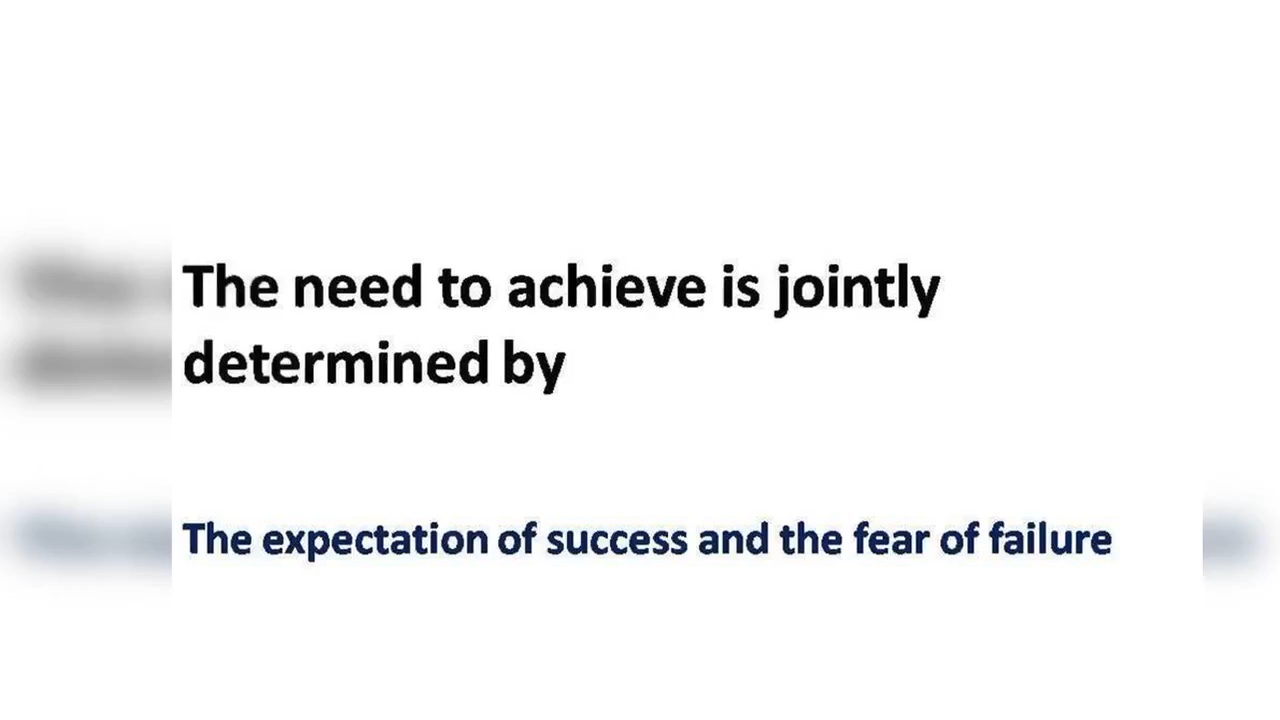 The need to achieve is jointly
determined by
The expectation of success and the fear of failure